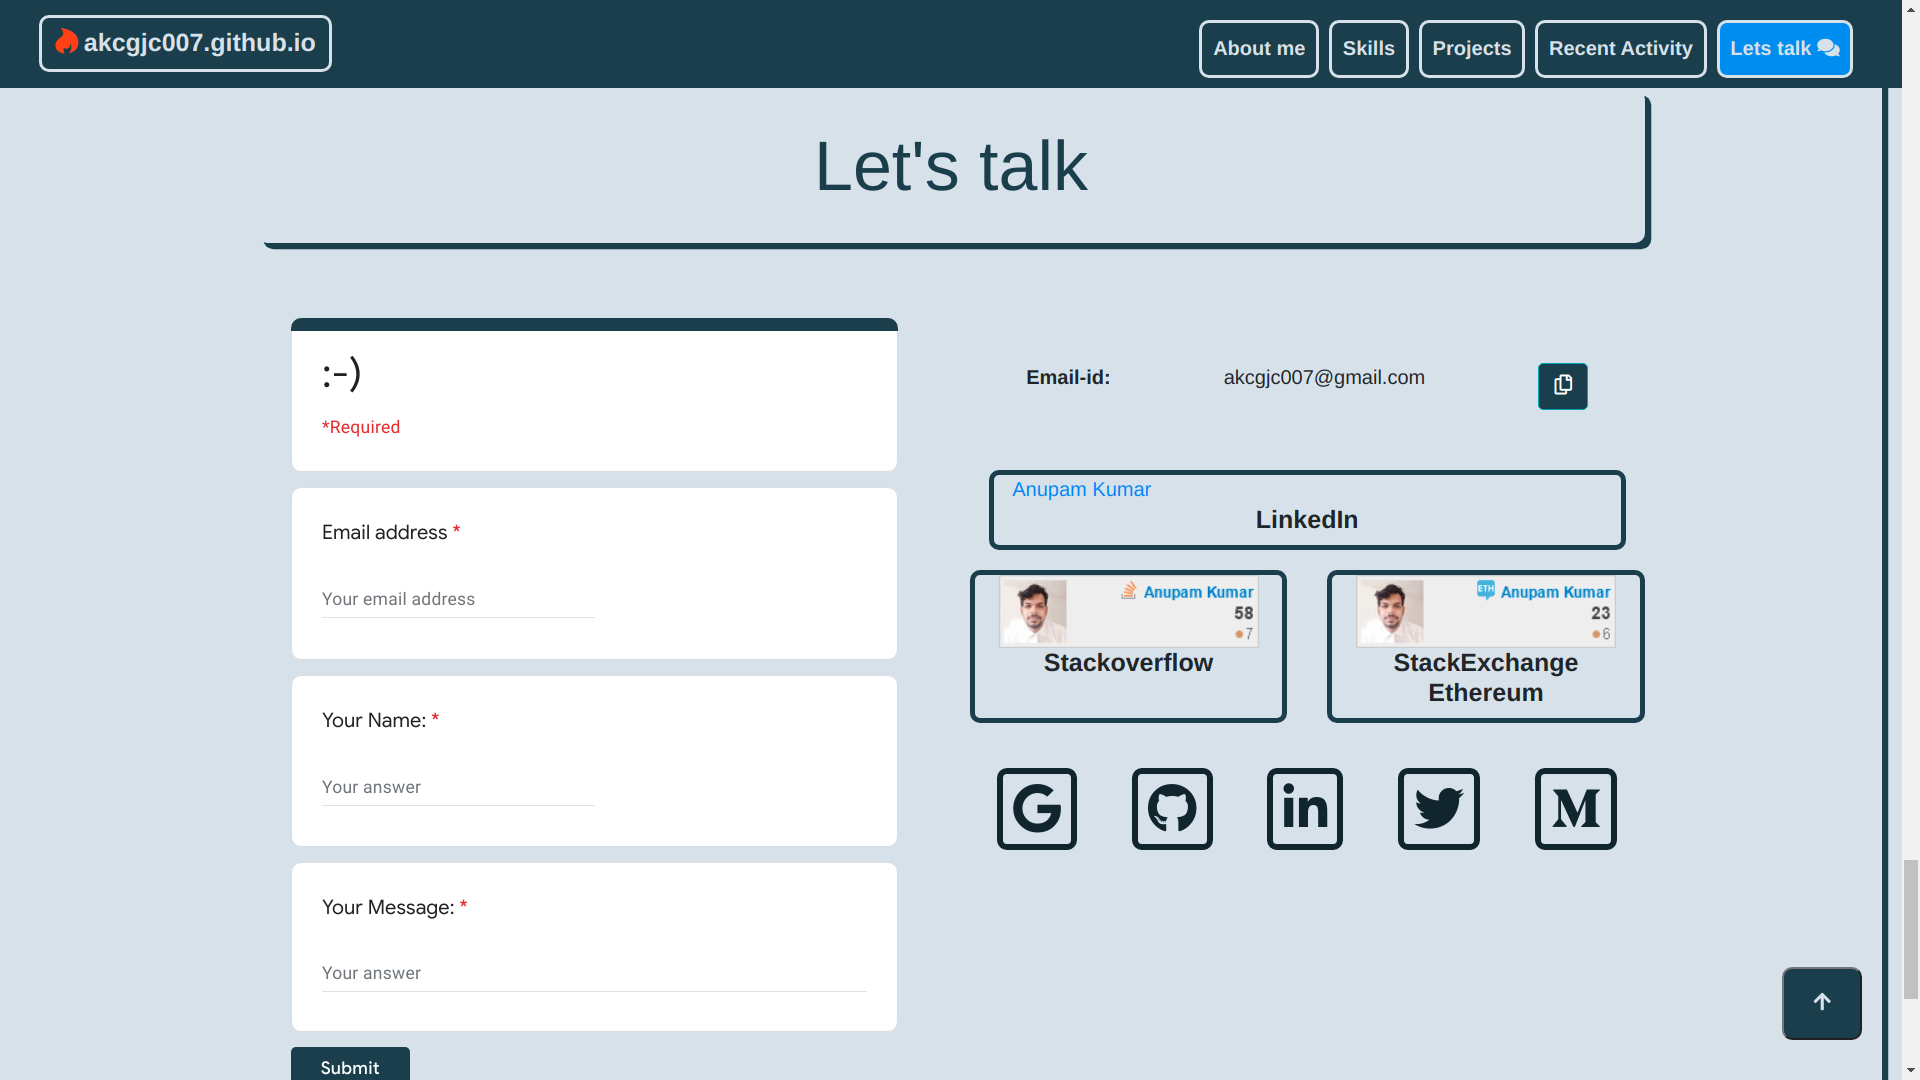 akcgjc007.github.io
About me
Skills
Projects
Recent Activity
Lets talk
Let's talk
:-)
*Required
Email address *
Your email address
Your Name: *
Your answer
Your Message: *
Your answer
Submit
Email-id:
akcgjc007@gmail.com
Anupam Kumar
LinkedIn
Anupam Kumar
58
7
Stackoverflow
ETH
Anupam Kumar
23
6
StackExchange
Ethereum